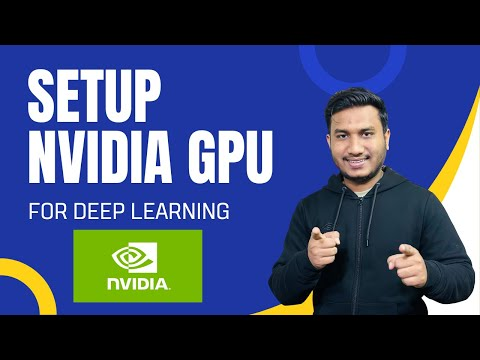 SETUP
NVIDIA GPU
FOR DEEP LEARNING
NVIDIA.